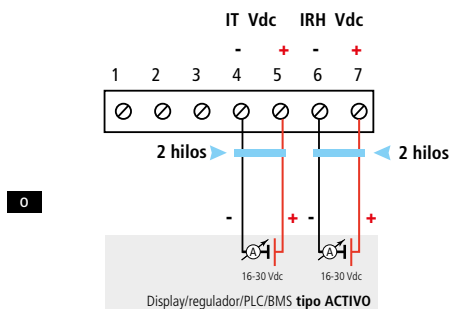 IT Vdc IRH Vdc
- + - +
1 2 3 4 5 6 7
2 hilos 2 hilos
o
- + - +
A A
16-30 Vdc 16-30 Vdc
Display/regulador/PLC/BMS tipo ACTIVO